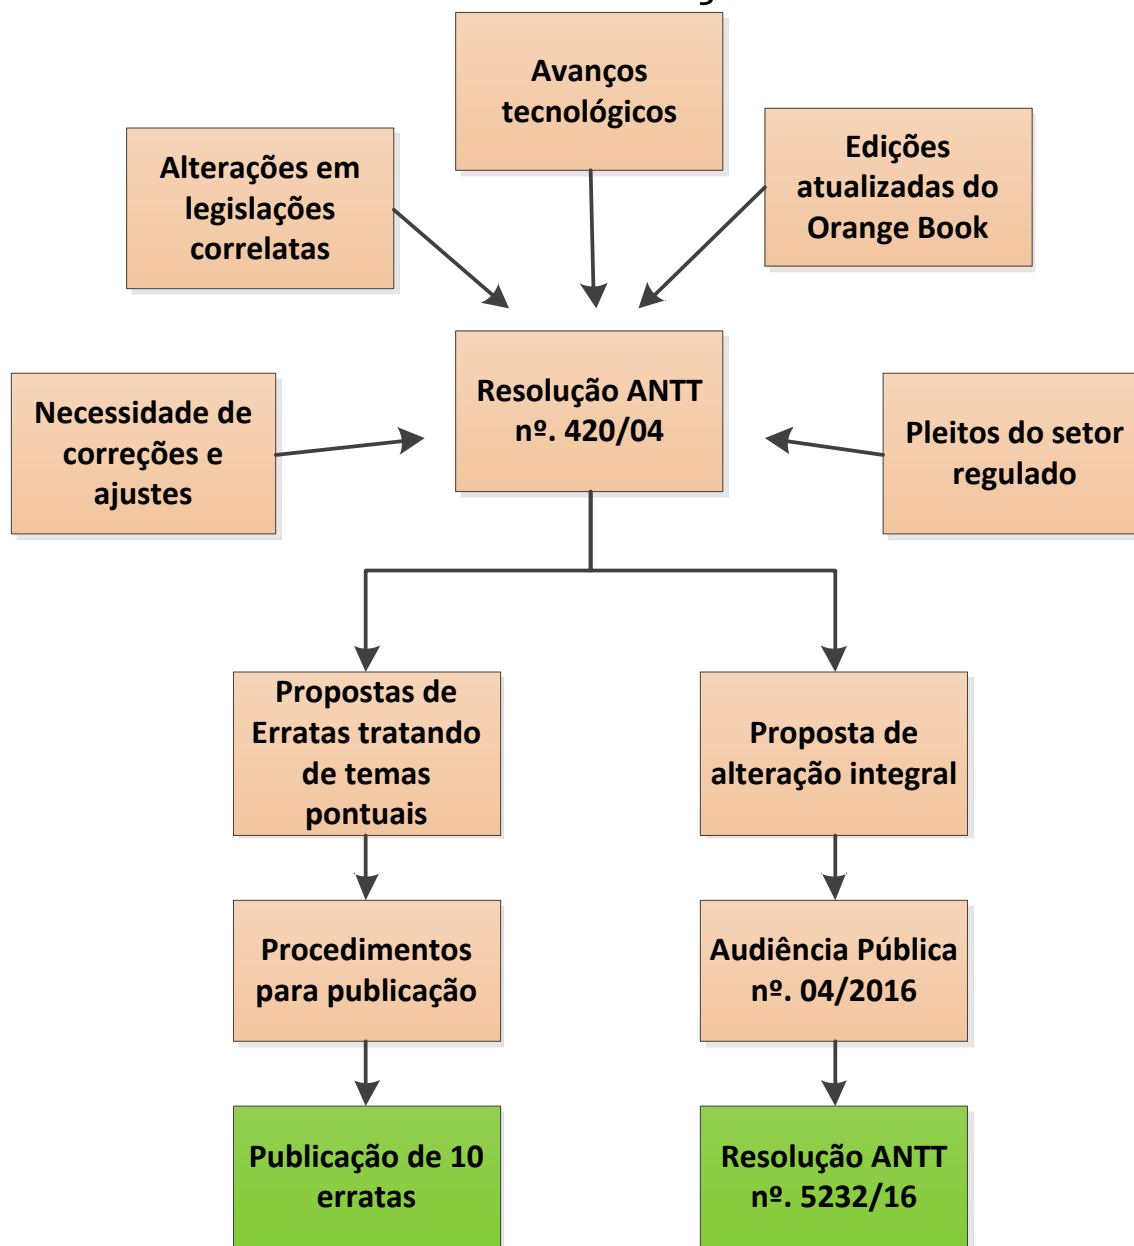 Avanços
tecnológicos
Alterações em
legislações
correlatas
Edições
atualizadas do
Orange Book
Necessidade de
correções e
ajustes
Resolução ANTT
nº. 420/04
Pleitos do setor
regulado
Propostas de
Erratas tratando
de temas
pontuais
Proposta de
alteração integral
Procedimentos
para publicação
Audiência Pública
nº. 04/2016
Publicação de 10
erratas
Resolução ANTT
nº. 5232/16